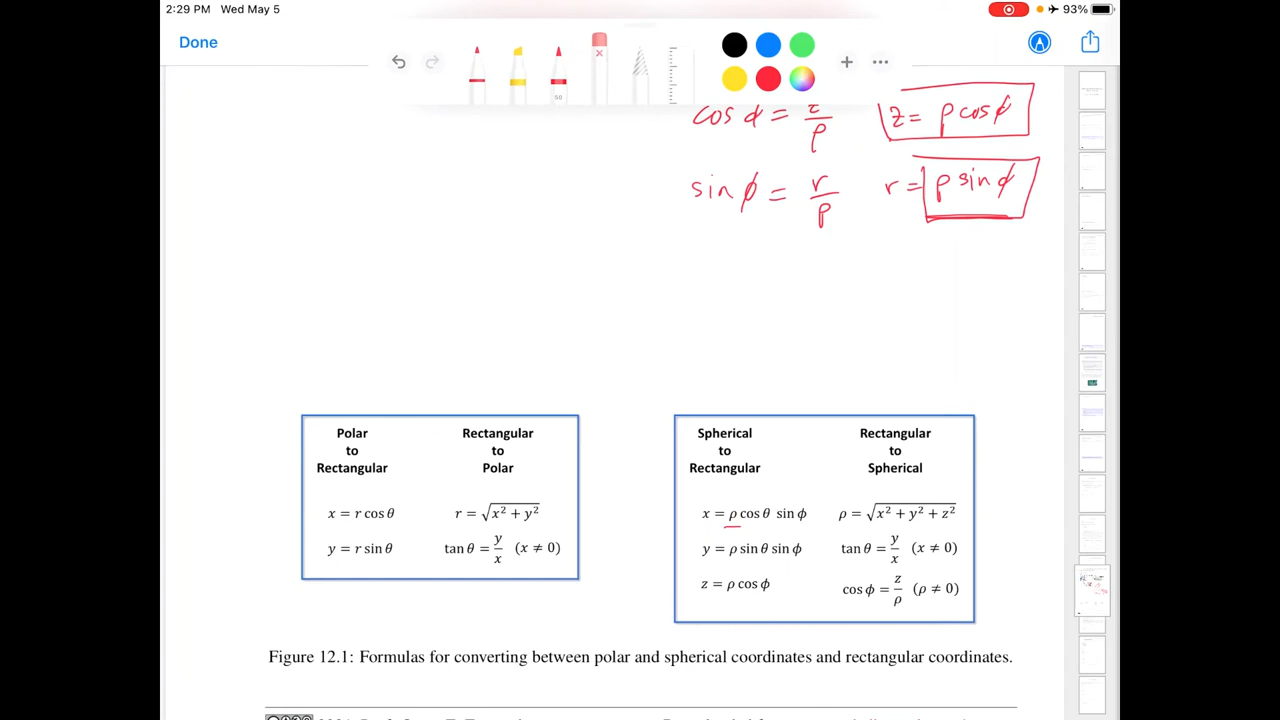 2:29 PM Wed May 5
93%
Done
50
cos ϕ = z/ρ z = ρ cos ϕ
sin ϕ = r/ρ r = ρ sin ϕ
Polar to Rectangular
Rectangular to Polar
x = r cos θ r = √(x² + y²)
y = r sin θ tan θ = y/x (x ≠ 0)
Spherical to Rectangular
Rectangular to Spherical
x = ρ cos θ sin ϕ ρ = √(x² + y² + z²)
y = ρ sin θ sin ϕ tan θ = y/x (x ≠ 0)
z = ρ cos ϕ cos ϕ = z/ρ (ρ ≠ 0)
Figure 12.1: Formulas for converting between polar and spherical coordinates and rectangular coordinates.